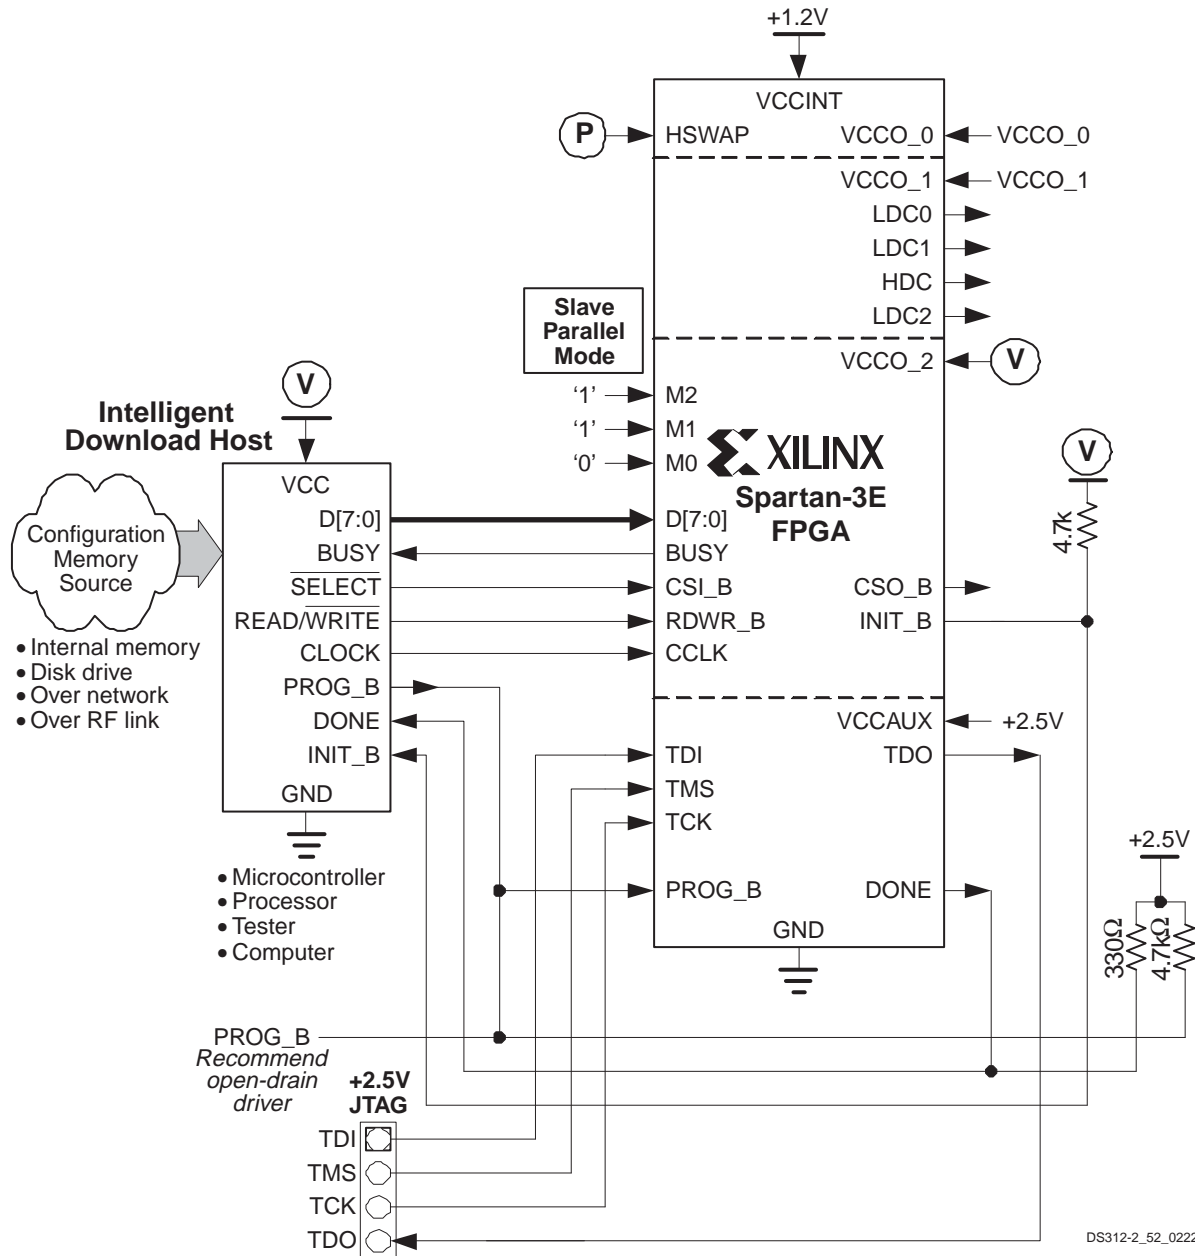 +1.2V
VCCINT
P
HSWAP
VCCO_0
VCCO_0
VCCO_1
VCCO_1
LDC0
LDC1
HDC
LDC2
Slave
Parallel
Mode
VCCO_2
V
‘1’
M2
‘1’
M1
‘0’
M0
XILINX
Spartan-3E
FPGA
V
Intelligent
Download Host
VCC
D[7:0]
BUSY
SELECT
READ/WRITE
CLOCK
PROG_B
DONE
INIT_B
GND
Configuration
Memory
Source
• Internal memory
• Disk drive
• Over network
• Over RF link
• Microcontroller
• Processor
• Tester
• Computer
D[7:0]
BUSY
CSI_B
RDWR_B
CCLK
CSO_B
INIT_B
V
4.7k
VCCAUX
+2.5V
TDI
TDO
TMS
TCK
PROG_B
DONE
GND
+2.5V
330Ω
4.7kΩ
PROG_B
Recommend
open-drain
driver
+2.5V
JTAG
TDI
TMS
TCK
TDO